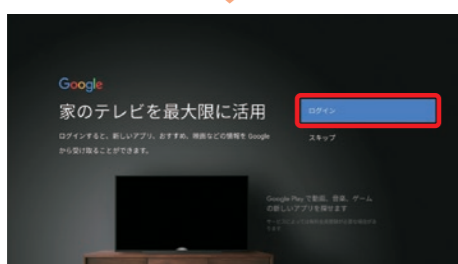 Google
家のテレビを最大限に活用
ログイン
ログインすると、新しいアプリ、おすすめ、映画などの情報を Google
から受け取ることができます。
スキップ
Google Play で動画、音楽、ゲーム
の新しいアプリを探せます